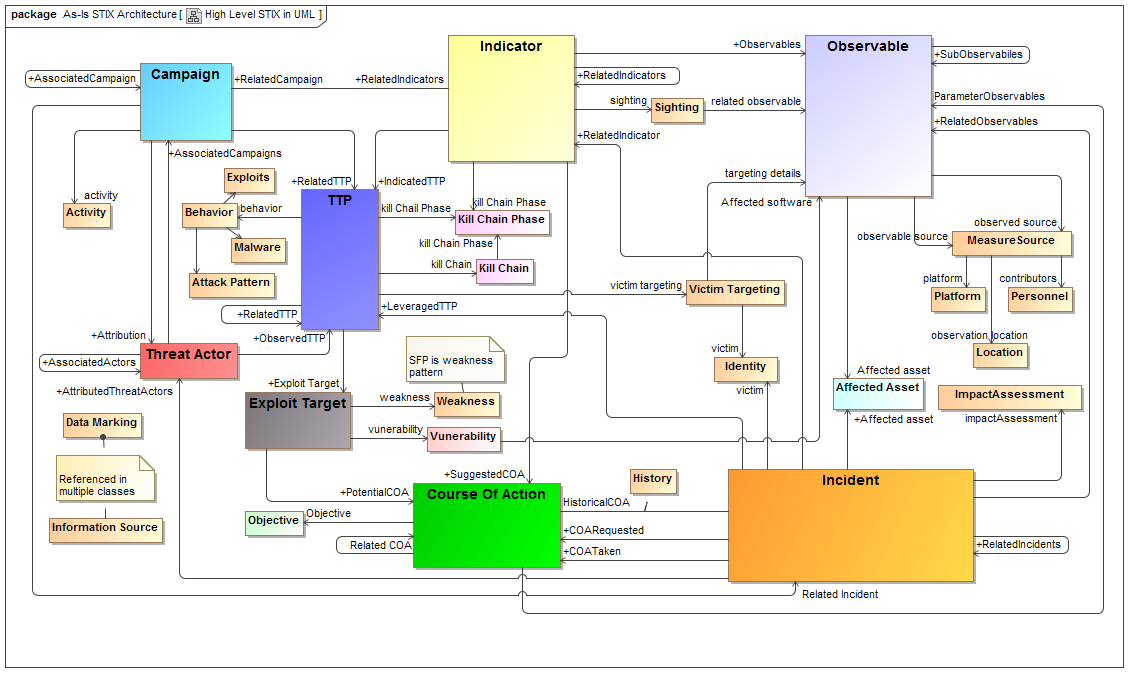 package As-Is STIX Architecture [ High Level STIX in UML ]
Campaign
+AssociatedCampaign
+RelatedCampaign
+RelatedIndicators
Indicator
+Observables
+RelatedIndicators
sighting
Sighting
related observable
+RelatedIndicator
Observable
+SubObservabiles
ParameterObservables
+RelatedObservables
+AssociatedCampaigns
Exploits
+RelatedTTP
+IndicatedTTP
activity
Activity
Behavior
behavior
Malware
Attack Pattern
TTP
kill Chail Phase
kill Chain Phase
Kill Chain Phase
kill Chain Phase
kill Chain
Kill Chain
targeting details
Affected software
observed source
observable source
MeasureSource
platform
contributors
Platform
Personnel
observation location
Location
victim targeting
Victim Targeting
+RelatedTTP
+LeveragedTTP
+Attribution
+ObservedTTP
Threat Actor
+AssociatedActors
+AttributedThreatActors
SFP is weakness
pattern
victim
Identity
victim
Affected asset
Affected Asset
+Affected asset
ImpactAssessment
impactAssessment
+Exploit Target
Exploit Target
weakness
Weakness
vunerability
Vunerability
Data Marking
Referenced in
multiple classes
Information Source
+SuggestedCOA
+PotentialCOA
Course Of Action
Objective
Objective
Related COA
History
HistoricalCOA
+COARequested
+COATaken
Incident
+RelatedIncidents
Related Incident